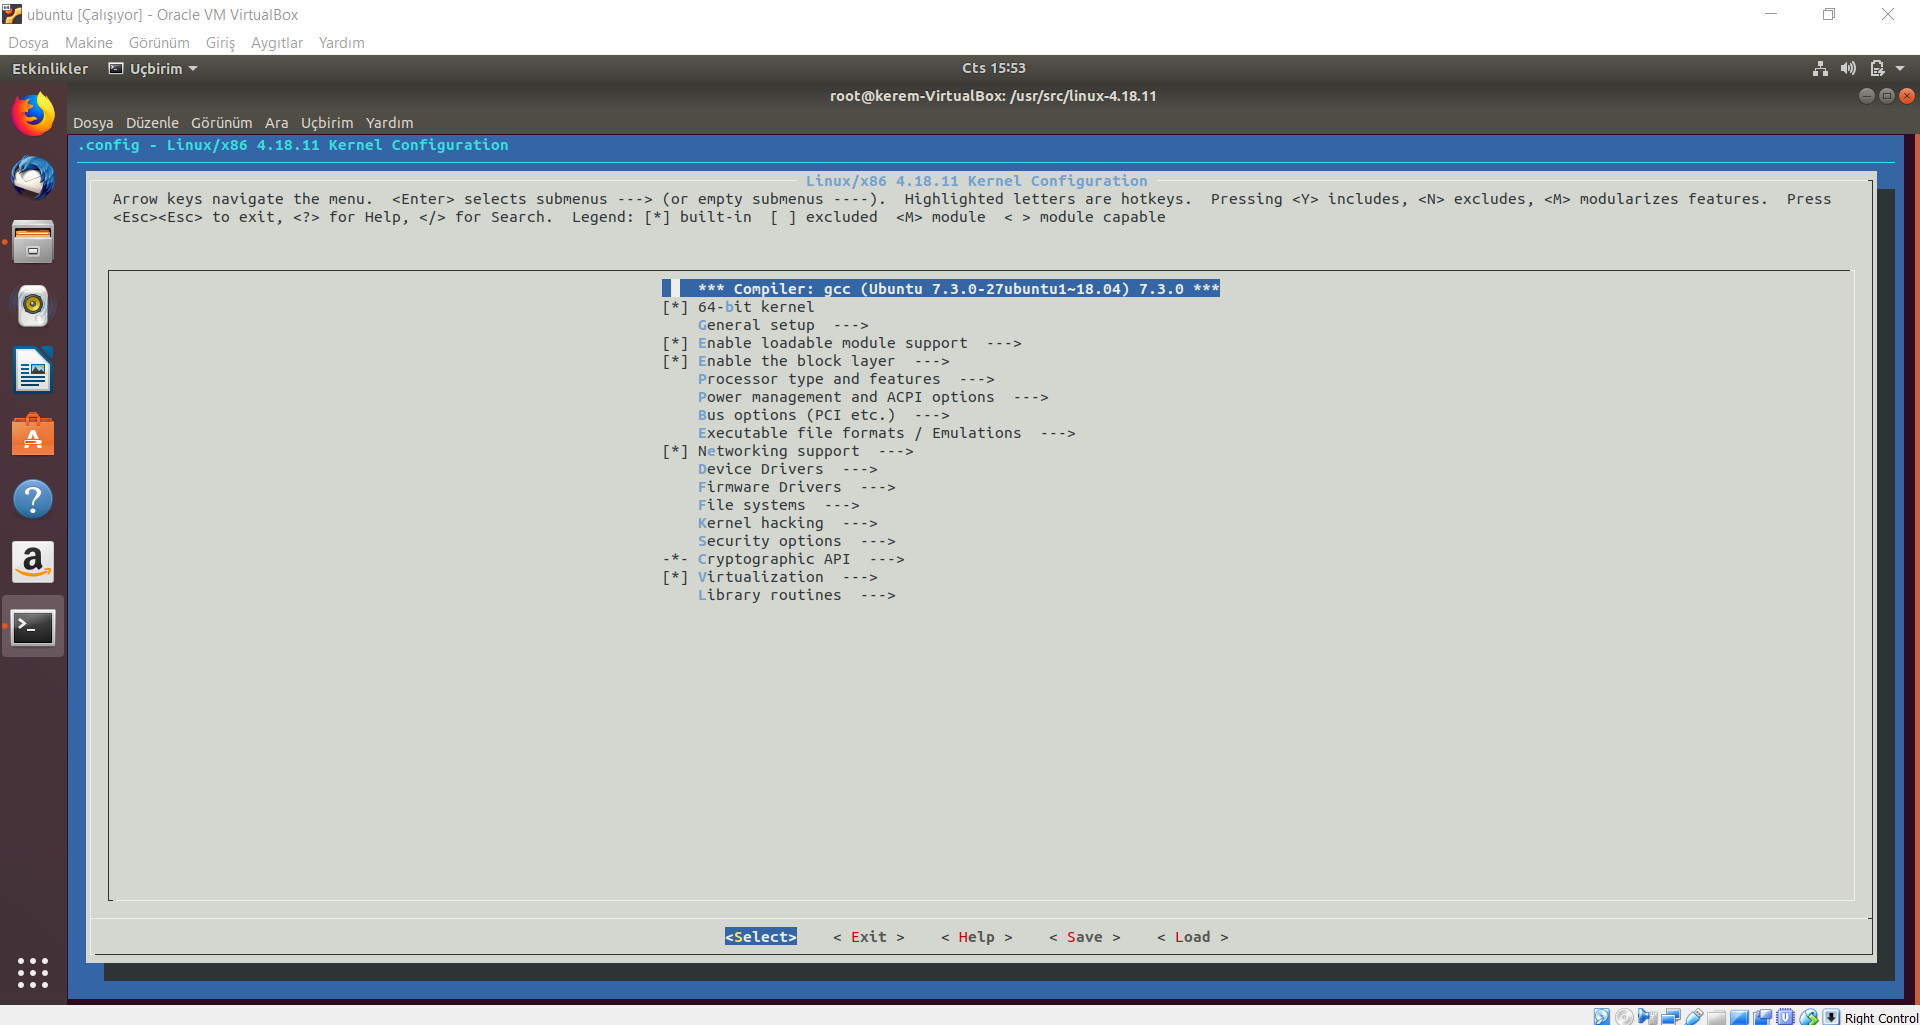 ubuntu [Çalışıyor] - Oracle VM VirtualBox
Dosya Makine Görünüm Giriş Aygıtlar Yardım
Etkinlikler Uçbirim Cts 15:53
root@kerem-VirtualBox: /usr/src/linux-4.18.11
Dosya Düzenle Görünüm Ara Uçbirim Yardım
.config - Linux/x86 4.18.11 Kernel Configuration
Linux/x86 4.18.11 Kernel Configuration
Arrow keys navigate the menu.  <Enter> selects submenus ---> (or empty submenus ----).  Highlighted letters are hotkeys.  Pressing <Y> includes, <N> excludes, <M> modularizes features.  Press
<Esc><Esc> to exit, <?> for Help, </> for Search.  Legend: [*] built-in  [ ] excluded  <M> module  < > module capable
*** Compiler: gcc (Ubuntu 7.3.0-27ubuntu1~18.04) 7.3.0 ***
[*] 64-bit kernel
General setup  --->
[*] Enable loadable module support  --->
[*] Enable the block layer  --->
Processor type and features  --->
Power management and ACPI options  --->
Bus options (PCI etc.)  --->
Executable file formats / Emulations  --->
[*] Networking support  --->
Device Drivers  --->
Firmware Drivers  --->
File systems  --->
Kernel hacking  --->
Security options  --->
-*- Cryptographic API  --->
[*] Virtualization  --->
Library routines  --->
<Select>    < Exit >    < Help >    < Save >    < Load >
Right Control